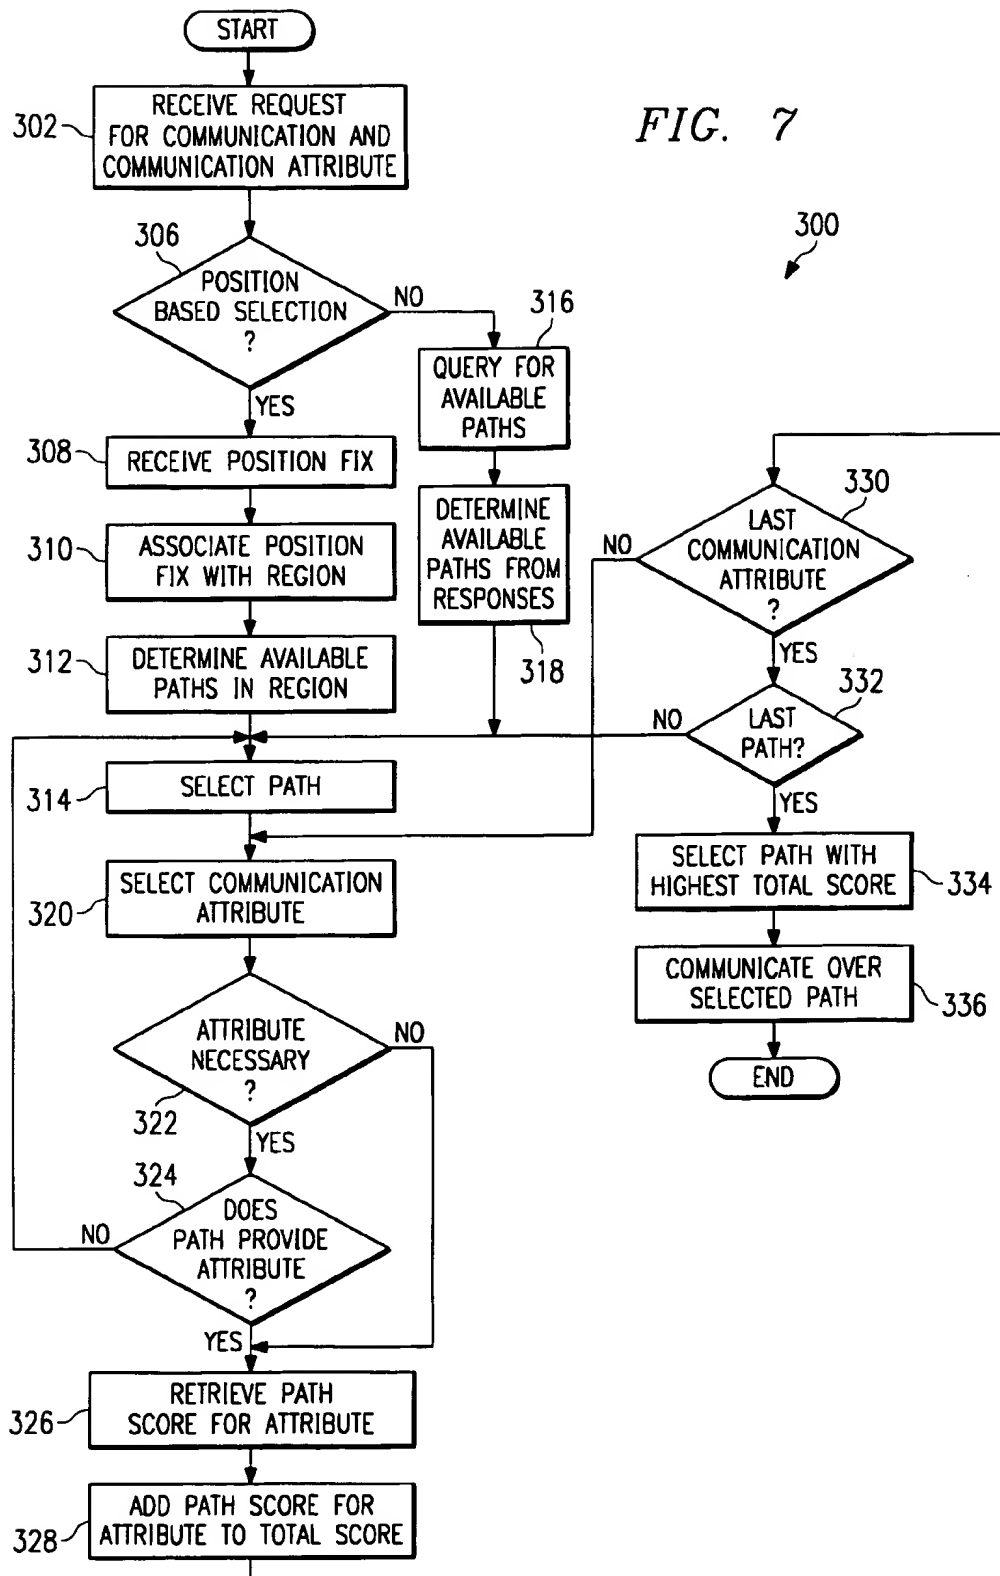 START
302
RECEIVE REQUEST
FOR COMMUNICATION AND
COMMUNICATION ATTRIBUTE
FIG. 7
300
306
POSITION
BASED SELECTION
?
NO
YES
316
QUERY FOR
AVAILABLE
PATHS
308
RECEIVE POSITION FIX
310
ASSOCIATE POSITION
FIX WITH REGION
DETERMINE
AVAILABLE
PATHS FROM
RESPONSES
318
312
DETERMINE AVAILABLE
PATHS IN REGION
314
SELECT PATH
320
SELECT COMMUNICATION
ATTRIBUTE
ATTRIBUTE
NECESSARY
?
322
NO
YES
324
DOES
PATH PROVIDE
ATTRIBUTE
?
NO
YES
326
RETRIEVE PATH
SCORE FOR ATTRIBUTE
328
ADD PATH SCORE FOR
ATTRIBUTE TO TOTAL SCORE
330
LAST
COMMUNICATION
ATTRIBUTE
?
NO
YES
332
LAST
PATH?
NO
YES
SELECT PATH WITH
HIGHEST TOTAL SCORE
334
COMMUNICATE OVER
SELECTED PATH
336
END